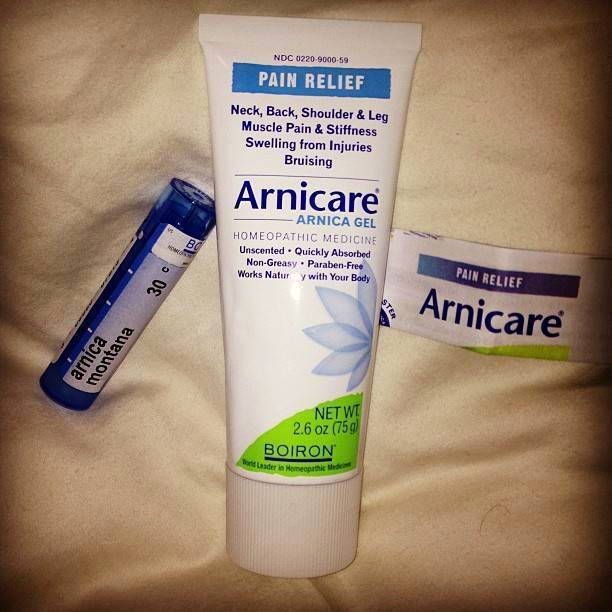 NDC 0220-9000-59
PAIN RELIEF
Neck, Back, Shoulder & Leg
Muscle Pain & Stiffness
Swelling from Injuries
Bruising
Arnicare®
ARNICA GEL
HOMEOPATHIC MEDICINE
Unscented • Quickly Absorbed
Non-Greasy • Paraben-Free
Works Naturally with Your Body
NET WT.
2.6 oz (75 g)
BOIRON®
World Leader in Homeopathic Medicines
arnica
montana
30 c
PAIN RELIEF
Arnicare®